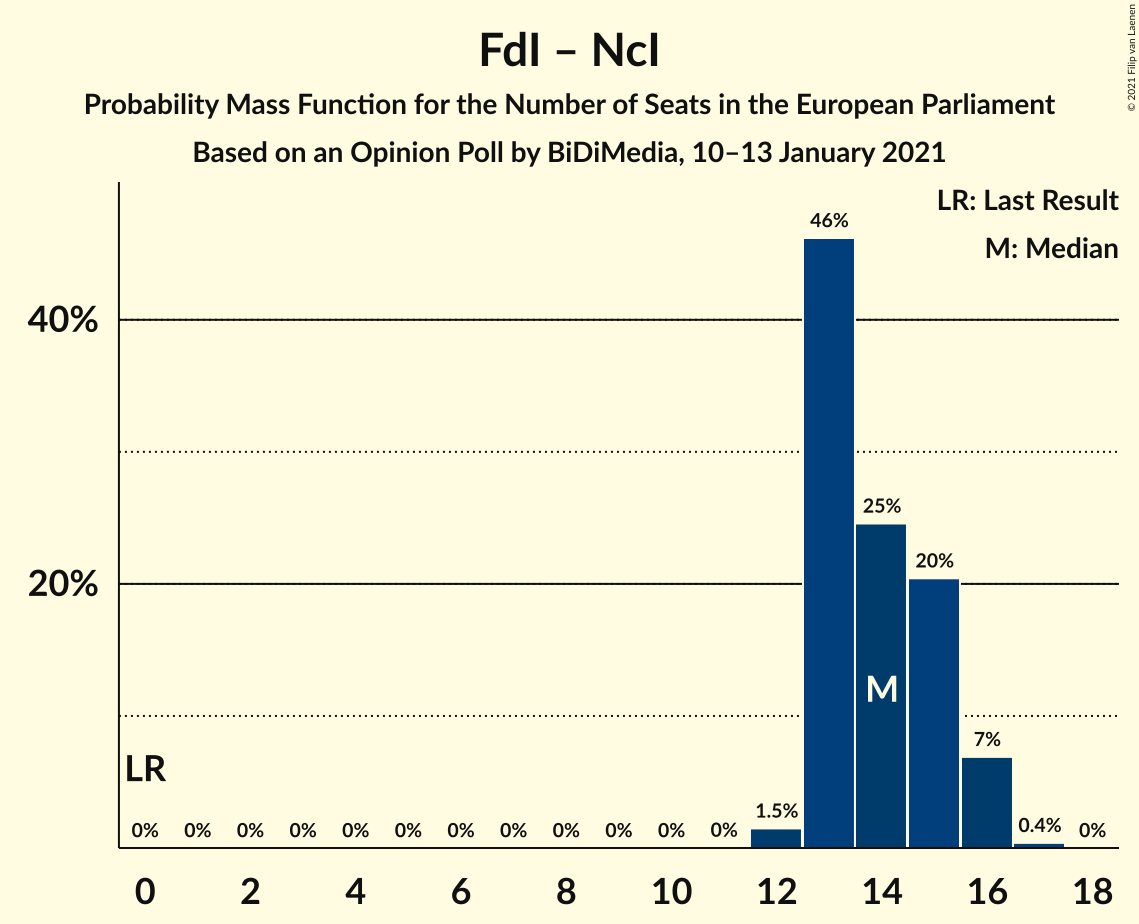 FdI – NcI
Probability Mass Function for the Number of Seats in the European Parliament
Based on an Opinion Poll by BiDiMedia, 10–13 January 2021
© 2021 Filip van Laenen
LR: Last Result
M: Median
40%
20%
46%
25%
20%
7%
1.5%
0.4%
0%
M
LR
0% 0% 0% 0% 0% 0% 0% 0% 0% 0% 0% 0%
0 2 4 6 8 10 12 14 16 18